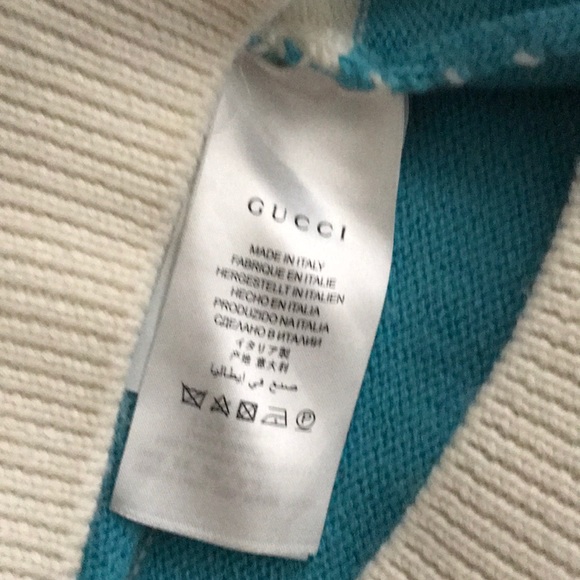 GUCCI
MADE IN ITALY
FABRIQUE EN ITALIE
HERGESTELLT IN ITALIEN
HECHO EN ITALIA
PRODUZIDO NA ITALIA
СДЕЛАНО В ИТАЛИИ
イタリア製
产地 意大利
صنع في إيطاليا
P